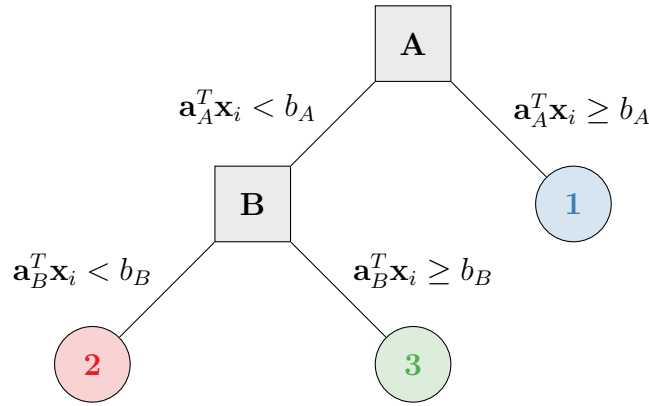 A
𝐚_A^T 𝐱_i < b_A
𝐚_A^T 𝐱_i ≥ b_A
B
1
𝐚_B^T 𝐱_i < b_B
𝐚_B^T 𝐱_i ≥ b_B
2
3